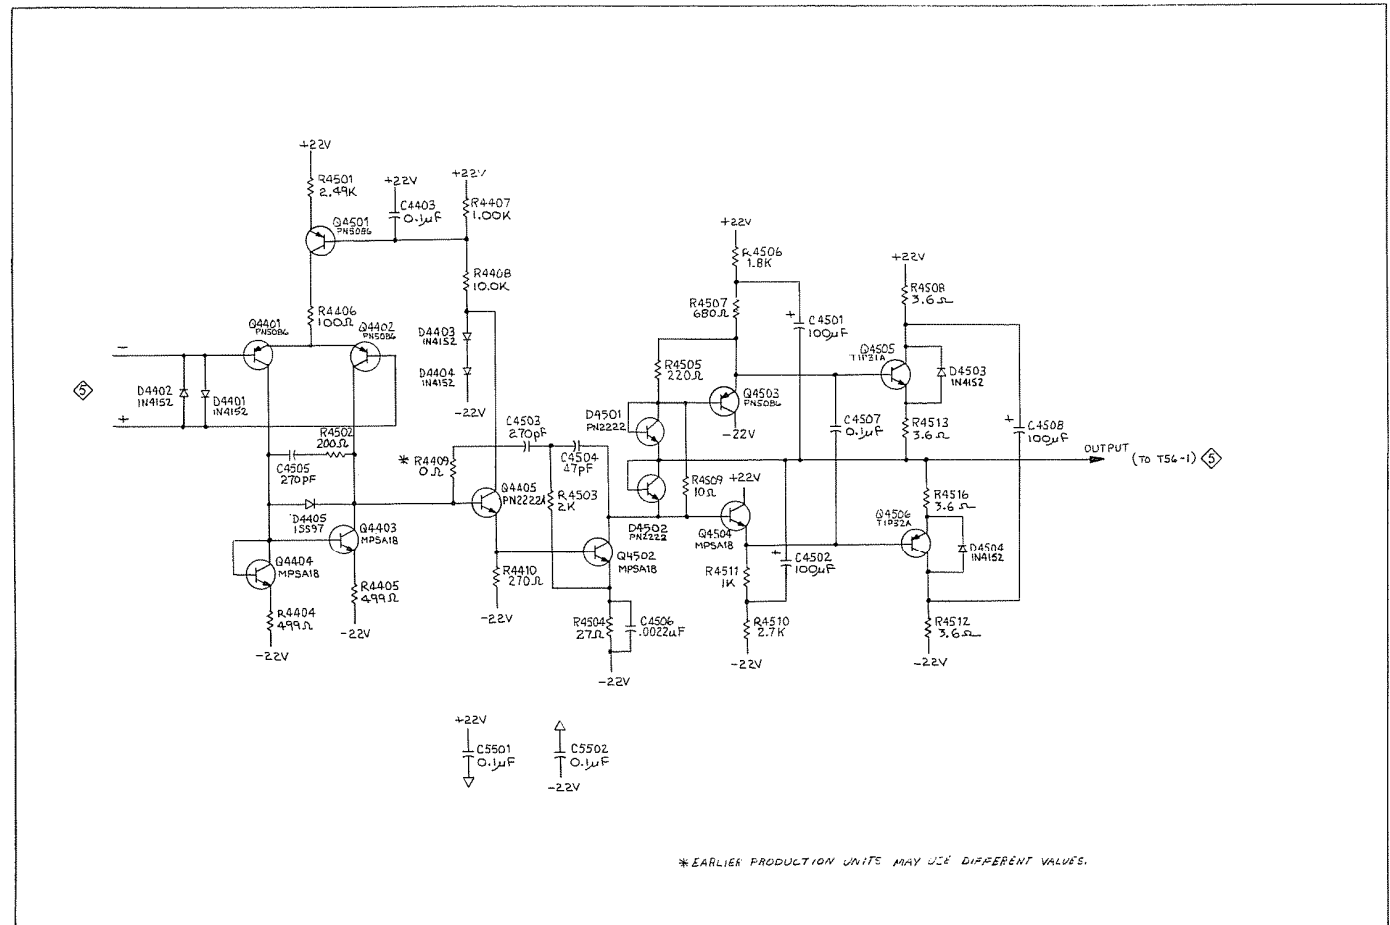 +22V
R4501
2.49K
+22V
C4403
0.1µF
+22V
R4407
1.00K
Q4501
PN5086
R4408
10.0K
R4406
100Ω
Q4401
PN5086
Q4402
PN5086
D4403
1N4152
D4404
1N4152
-22V
−
+
5
D4402
1N4152
D4401
1N4152
R4502
200Ω
C4505
270PF
D4405
1SS97
Q4403
MPSA18
Q4404
MPSA18
R4405
499Ω
-22V
R4404
499Ω
-22V
* R4409
0Ω
C4503
270pF
C4504
47pF
Q4405
PN2222A
R4503
2K
Q4502
MPSA18
R4410
270Ω
-22V
R4504
27Ω
C4506
.0022µF
-22V
+22V
R4506
1.8K
R4507
680Ω
+
C4501
100µF
R4505
220Ω
Q4503
PN5086
-22V
D4501
PN2222
D4502
PN2222
R4509
10Ω
+22V
Q4504
MPSA18
+
C4502
100µF
R4511
1K
R4510
2.7K
-22V
+22V
R4508
3.6Ω
Q4505
TIP31A
D4503
1N4152
C4507
0.1µF
R4513
3.6Ω
+
C4508
100µF
OUTPUT (TO T56-1) 5
R4516
3.6Ω
Q4506
TIP32A
D4504
1N4152
R4512
3.6Ω
-22V
+22V
C5501
0.1µF
C5502
0.1µF
-22V
* EARLIER PRODUCTION UNITS MAY USE DIFFERENT VALUES.